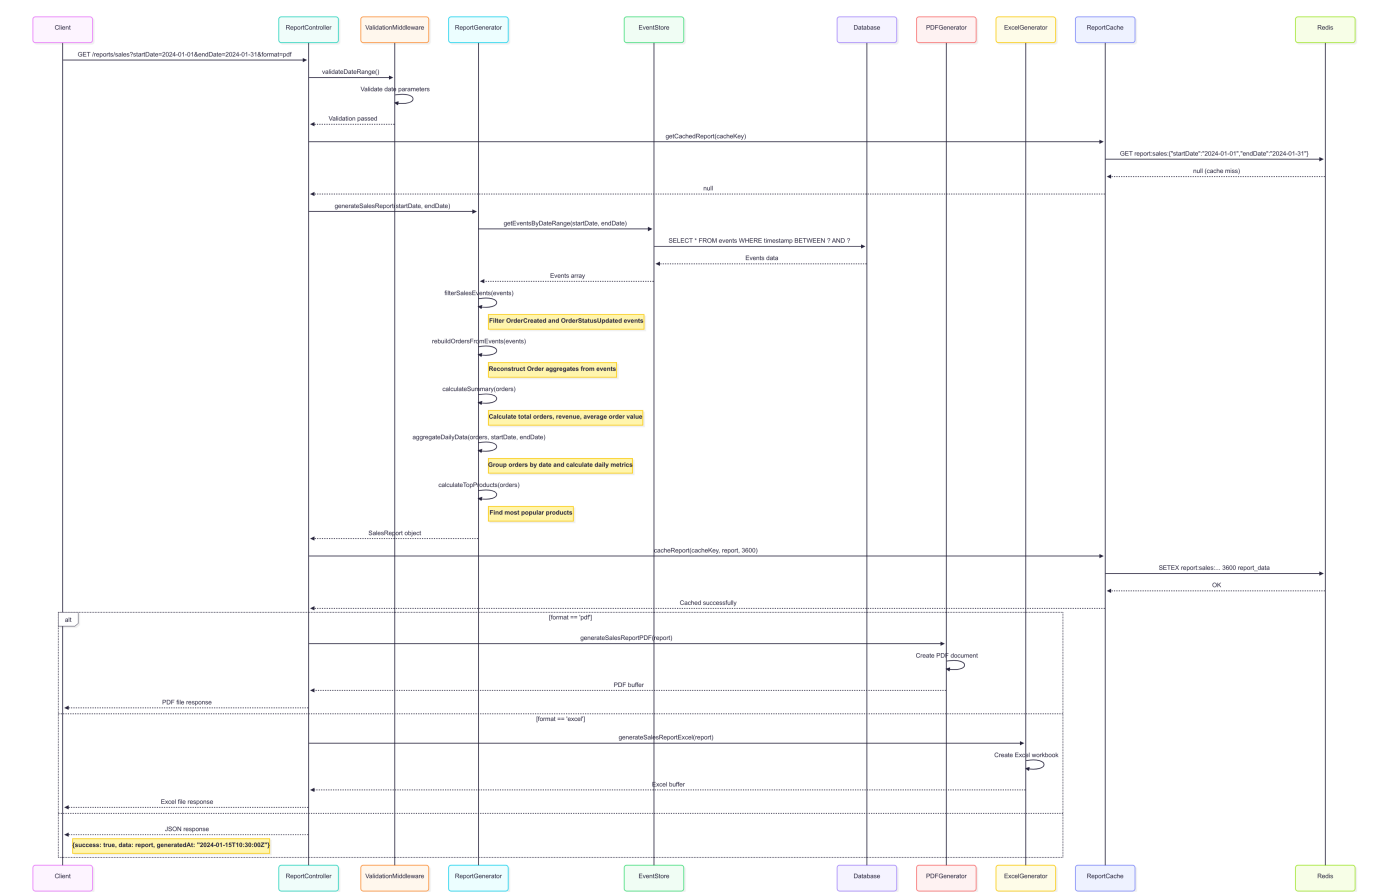 Client
ReportController
ValidationMiddleware
ReportGenerator
EventStore
Database
PDFGenerator
ExcelGenerator
ReportCache
Redis
GET /reports/sales?startDate=2024-01-01&endDate=2024-01-31&format=pdf
validateDateRange()
Validate date parameters
Validation passed
getCachedReport(cacheKey)
GET report:sales:{"startDate":"2024-01-01","endDate":"2024-01-31"}
null (cache miss)
null
generateSalesReport(startDate, endDate)
getEventsByDateRange(startDate, endDate)
SELECT * FROM events WHERE timestamp BETWEEN ? AND ?
Events data
Events array
filterSalesEvents(events)
Filter OrderCreated and OrderStatusUpdated events
rebuildOrdersFromEvents(events)
Reconstruct Order aggregates from events
calculateSummary(orders)
Calculate total orders, revenue, average order value
aggregateDailyData(orders, startDate, endDate)
Group orders by date and calculate daily metrics
calculateTopProducts(orders)
Find most popular products
SalesReport object
cacheReport(cacheKey, report, 3600)
SETEX report:sales:... 3600 report_data
OK
Cached successfully
alt
[format == 'pdf']
generateSalesReportPDF(report)
Create PDF document
PDF buffer
PDF file response
[format == 'excel']
generateSalesReportExcel(report)
Create Excel workbook
Excel buffer
Excel file response
JSON response
{success: true, data: report, generatedAt: "2024-01-15T10:30:00Z"}
Client
ReportController
ValidationMiddleware
ReportGenerator
EventStore
Database
PDFGenerator
ExcelGenerator
ReportCache
Redis